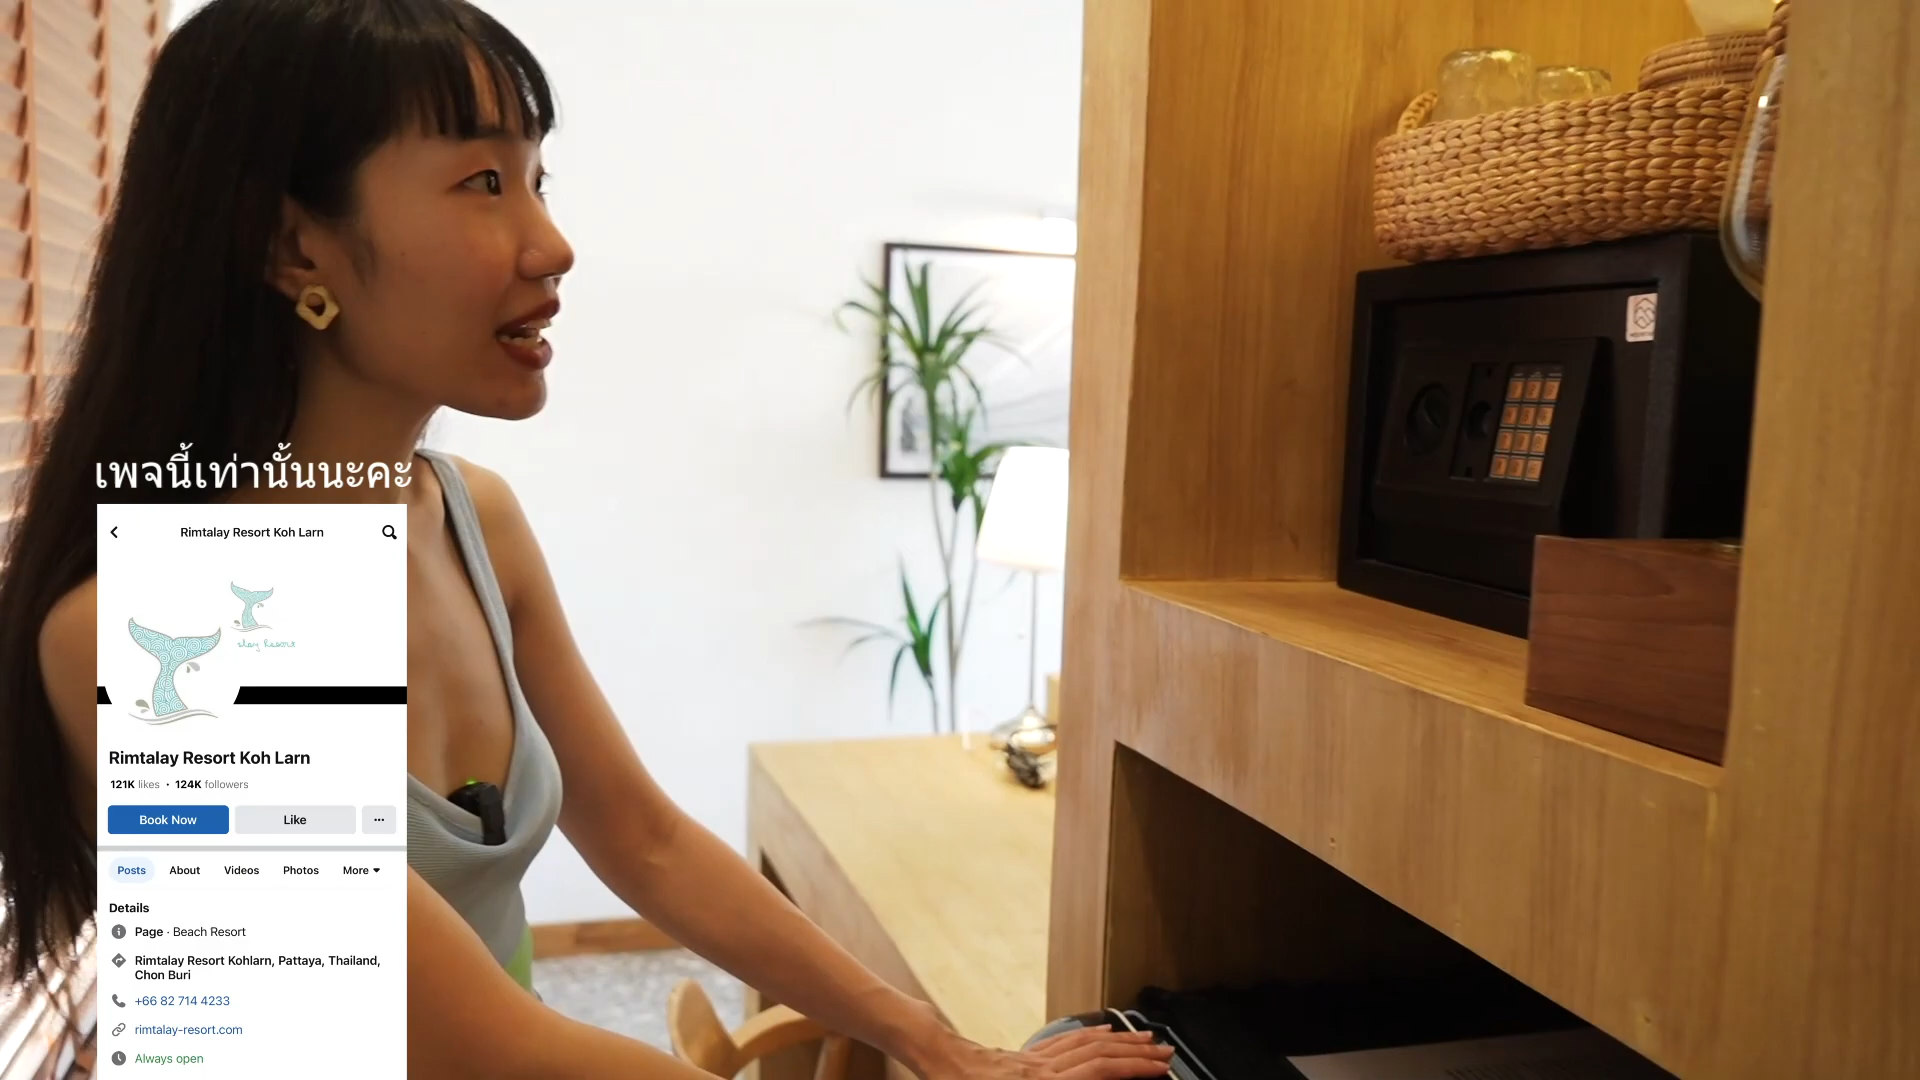 เพจนี้เท่านั้นนะคะ
Rimtalay Resort Koh Larn
Rimtalay Resort Koh Larn
121K likes · 124K followers
Book Now
Like
Posts
About
Videos
Photos
More
Details
Page · Beach Resort
Rimtalay Resort Kohlarn, Pattaya, Thailand,
Chon Buri
+66 82 714 4233
rimtalay-resort.com
Always open